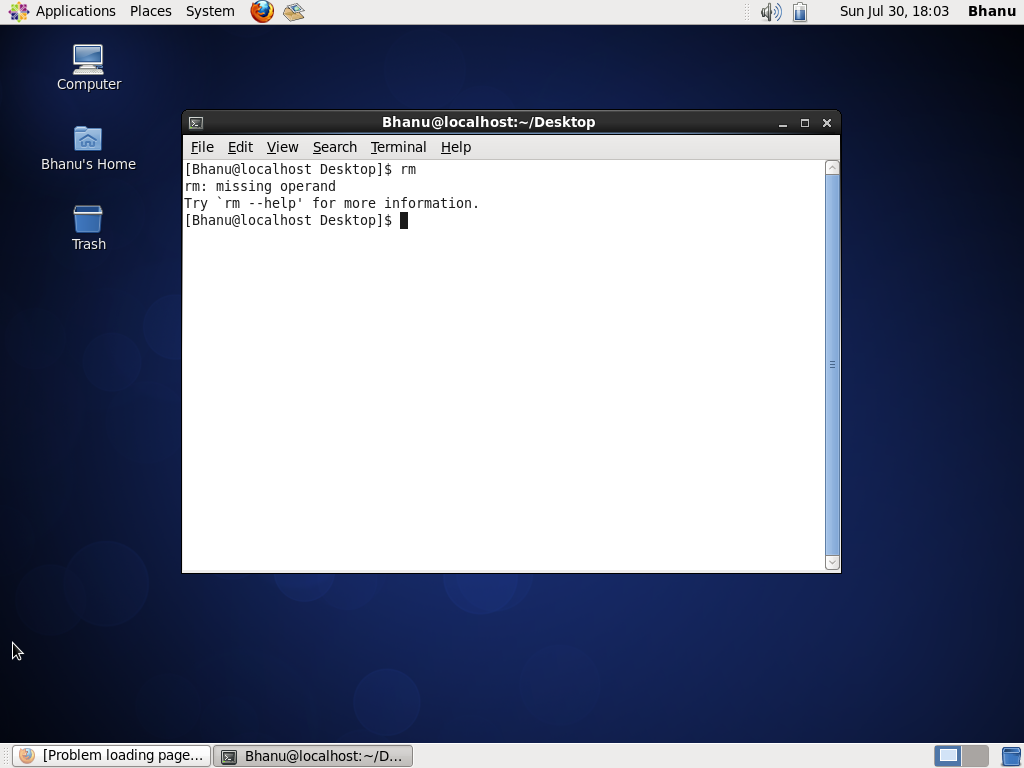 Applications Places System Sun Jul 30, 18:03 Bhanu
Computer
Bhanu's Home
Trash
Bhanu@localhost:~/Desktop
File Edit View Search Terminal Help
[Bhanu@localhost Desktop]$ rm
rm: missing operand
Try `rm --help' for more information.
[Bhanu@localhost Desktop]$
[Problem loading page... Bhanu@localhost:~/D...